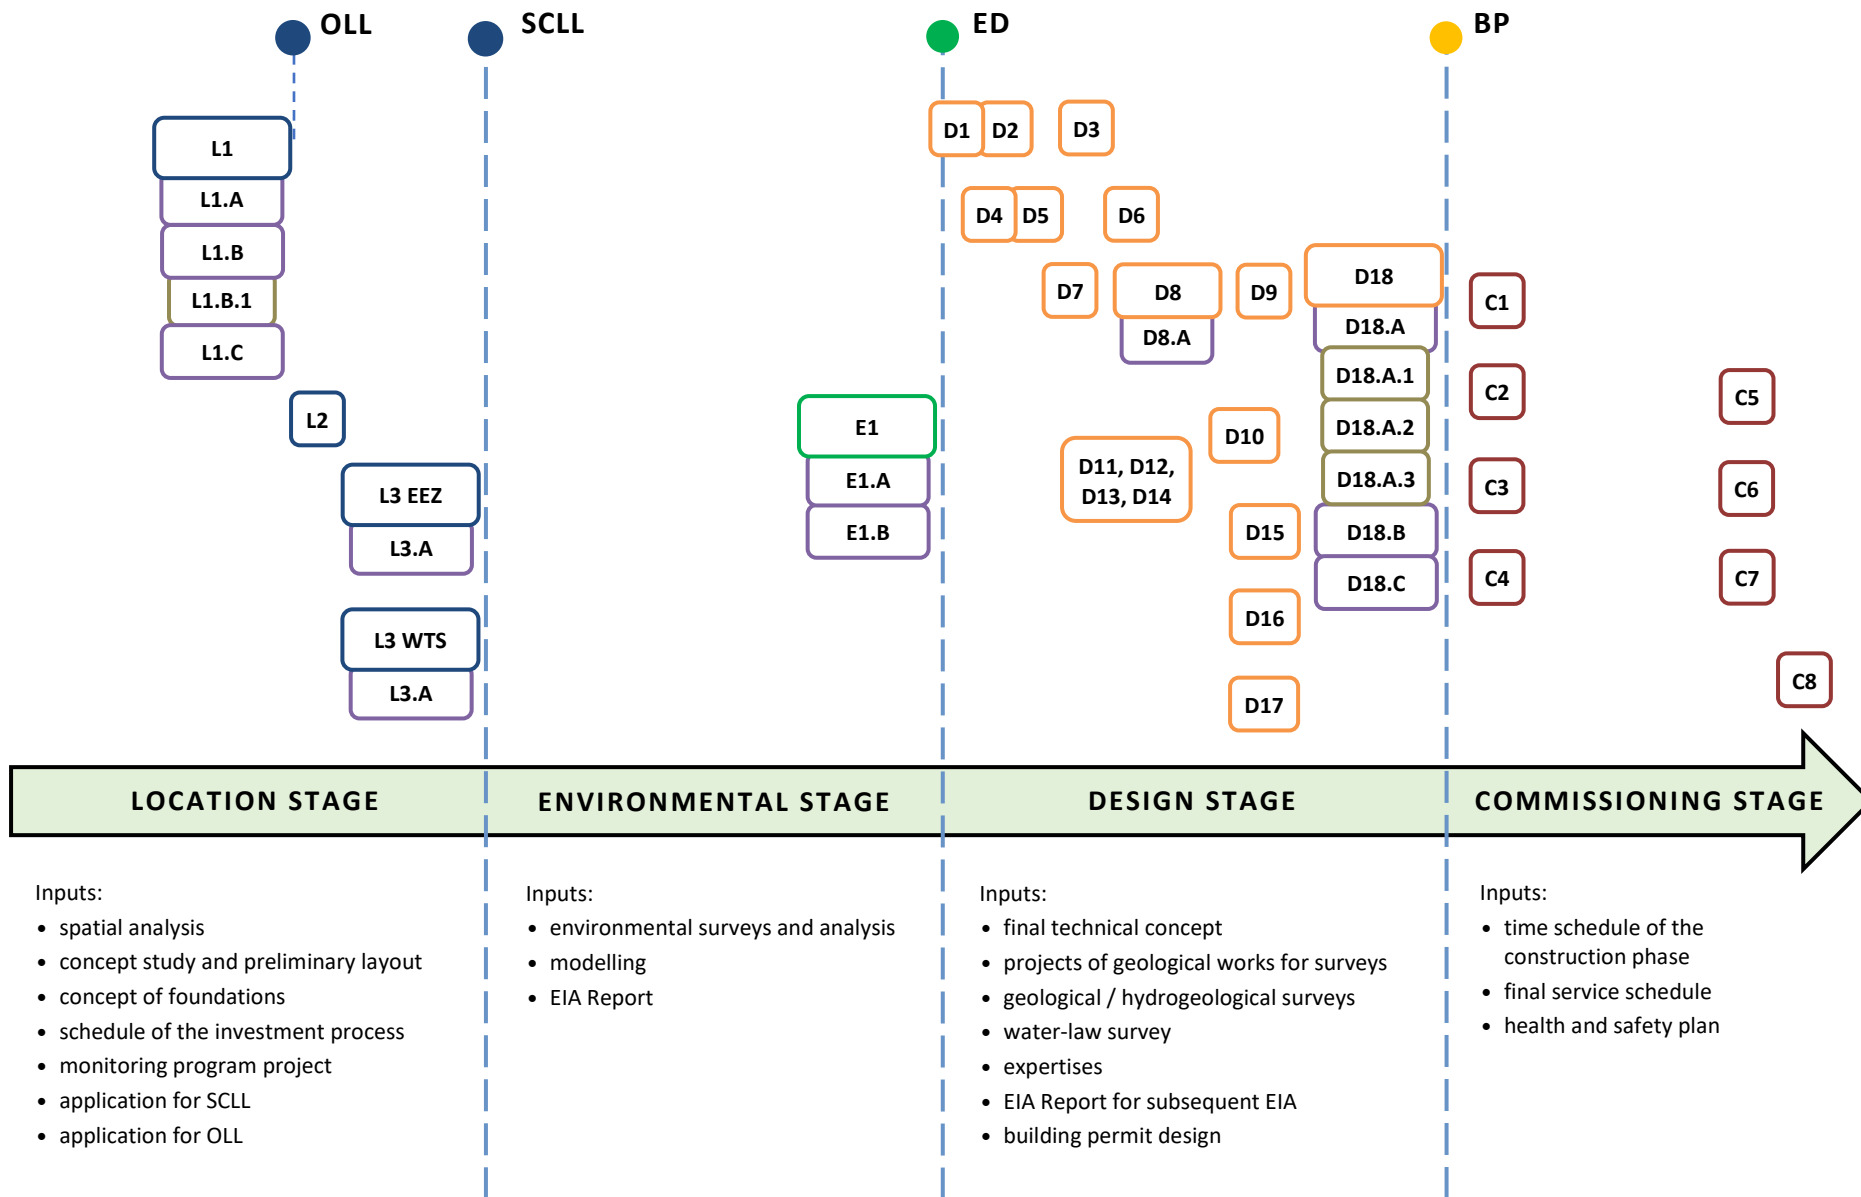 OLL
SCLL
ED
BP
L1
L1.A
L1.B
L1.B.1
L1.C
L2
L3 EEZ
L3.A
L3 WTS
L3.A
E1
E1.A
E1.B
D1
D2
D3
D4
D5
D6
D7
D8
D8.A
D9
D10
D11, D12,
D13, D14
D15
D16
D17
D18
D18.A
D18.A.1
D18.A.2
D18.A.3
D18.B
D18.C
C1
C2
C3
C4
C5
C6
C7
C8
LOCATION STAGE
ENVIRONMENTAL STAGE
DESIGN STAGE
COMMISSIONING STAGE
Inputs:
• spatial analysis
• concept study and preliminary layout
• concept of foundations
• schedule of the investment process
• monitoring program project
• application for SCLL
• application for OLL
Inputs:
• environmental surveys and analysis
• modelling
• EIA Report
Inputs:
• final technical concept
• projects of geological works for surveys
• geological / hydrogeological surveys
• water-law survey
• expertises
• EIA Report for subsequent EIA
• building permit design
Inputs:
• time schedule of the
construction phase
• final service schedule
• health and safety plan